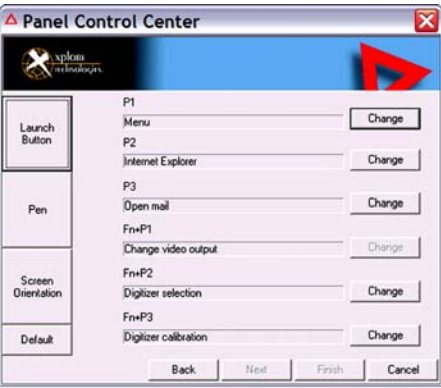 Panel Control Center
Xplore
Technologies
Launch
Button
Pen
Screen
Orientation
Default
P1
Menu
Change
P2
Internet Explorer
Change
P3
Open mail
Change
Fn+P1
Change video output
Change
Fn+P2
Digitizer selection
Change
Fn+P3
Digitizer calibration
Change
Back
Next
Finish
Cancel